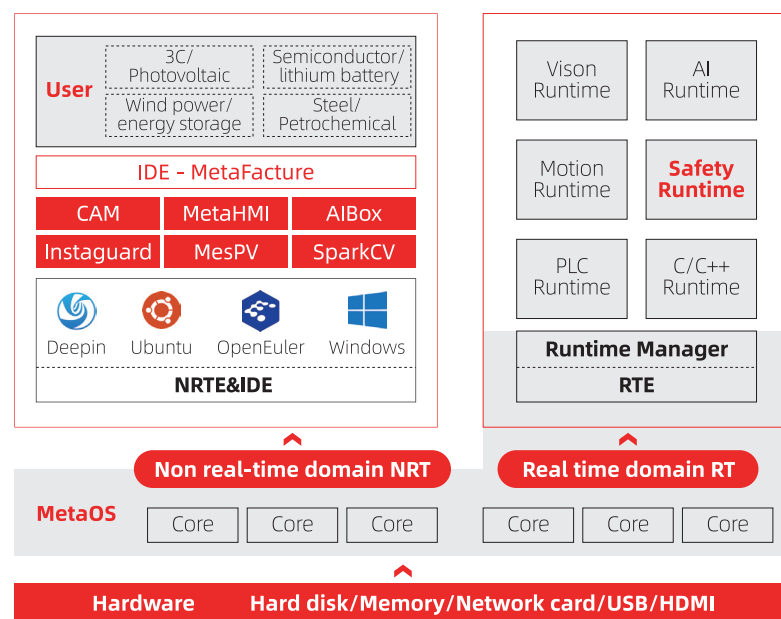 User
3C/
Photovoltaic
Semiconductor/
lithium battery
Wind power/
energy storage
Steel/
Petrochemical
IDE - MetaFacture
CAM
MetaHMI
AIBox
Instaguard
MesPV
SparkCV
Deepin
Ubuntu
OpenEuler
Windows
NRTE&IDE
Vison
Runtime
AI
Runtime
Motion
Runtime
Safety
Runtime
PLC
Runtime
C/C++
Runtime
Runtime Manager
RTE
Non real-time domain NRT
Real time domain RT
MetaOS
Core
Core
Core
Core
Core
Core
Hardware
Hard disk/Memory/Network card/USB/HDMI